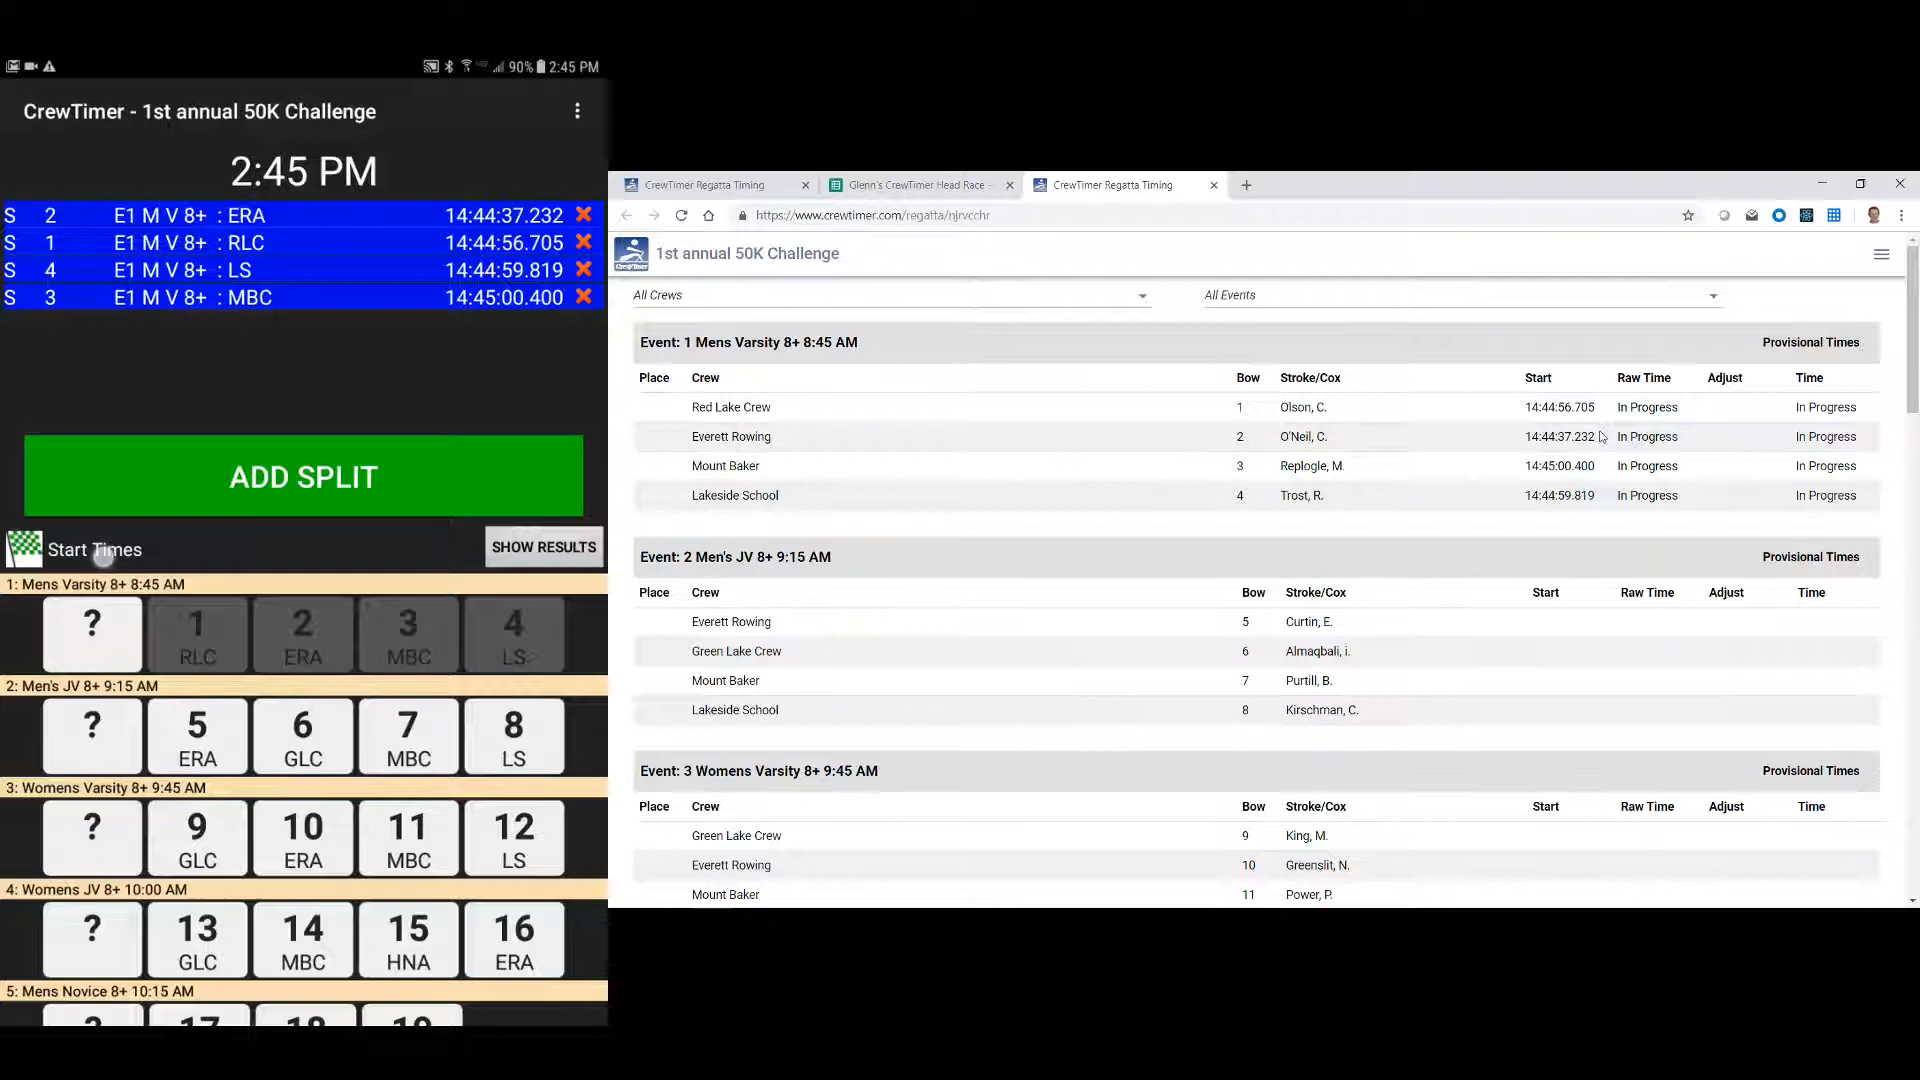 90% 2:45 PM
CrewTimer - 1st annual 50K Challenge
2:45 PM
S 2 E1 M V 8+ : ERA 14:44:37.232
S 1 E1 M V 8+ : RLC 14:44:56.705
S 4 E1 M V 8+ : LS 14:44:59.819
S 3 E1 M V 8+ : MBC 14:45:00.400
ADD SPLIT
Start Times SHOW RESULTS
1: Mens Varsity 8+ 8:45 AM
? 1 2 3 4
RLC ERA MBC LS
2: Men's JV 8+ 9:15 AM
? 5 6 7 8
ERA GLC MBC LS
3: Womens Varsity 8+ 9:45 AM
? 9 10 11 12
GLC ERA MBC LS
4: Womens JV 8+ 10:00 AM
? 13 14 15 16
GLC MBC HNA ERA
5: Mens Novice 8+ 10:15 AM
? 17 18 19
CrewTimer Regatta Timing Glenn's CrewTimer Head Race - CrewTimer Regatta Timing
https://www.crewtimer.com/regatta/njrvcchr
1st annual 50K Challenge
All Crews All Events
Event: 1 Mens Varsity 8+ 8:45 AM Provisional Times
Place Crew Bow Stroke/Cox Start Raw Time Adjust Time
Red Lake Crew 1 Olson, C. 14:44:56.705 In Progress In Progress
Everett Rowing 2 O'Neil, C. 14:44:37.232 In Progress In Progress
Mount Baker 3 Replogle, M. 14:45:00.400 In Progress In Progress
Lakeside School 4 Trost, R. 14:44:59.819 In Progress In Progress
Event: 2 Men's JV 8+ 9:15 AM Provisional Times
Place Crew Bow Stroke/Cox Start Raw Time Adjust Time
Everett Rowing 5 Curtin, E.
Green Lake Crew 6 Almaqbali, i.
Mount Baker 7 Purtill, B.
Lakeside School 8 Kirschman, C.
Event: 3 Womens Varsity 8+ 9:45 AM Provisional Times
Place Crew Bow Stroke/Cox Start Raw Time Adjust Time
Green Lake Crew 9 King, M.
Everett Rowing 10 Greenslit, N.
Mount Baker 11 Power, P.